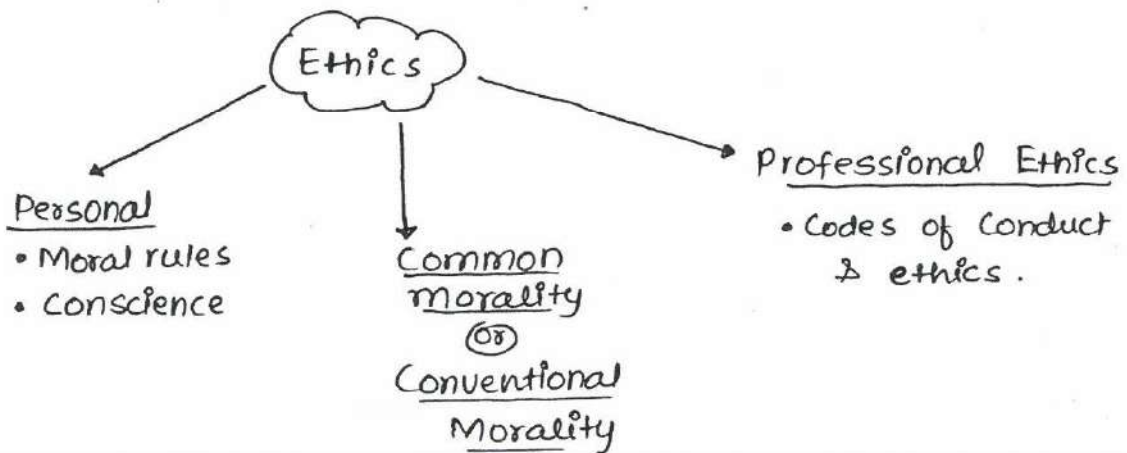 Ethics
Personal
• Moral rules
• Conscience
Common
morality
or
Conventional
Morality
Professional Ethics
• Codes of Conduct
& ethics.